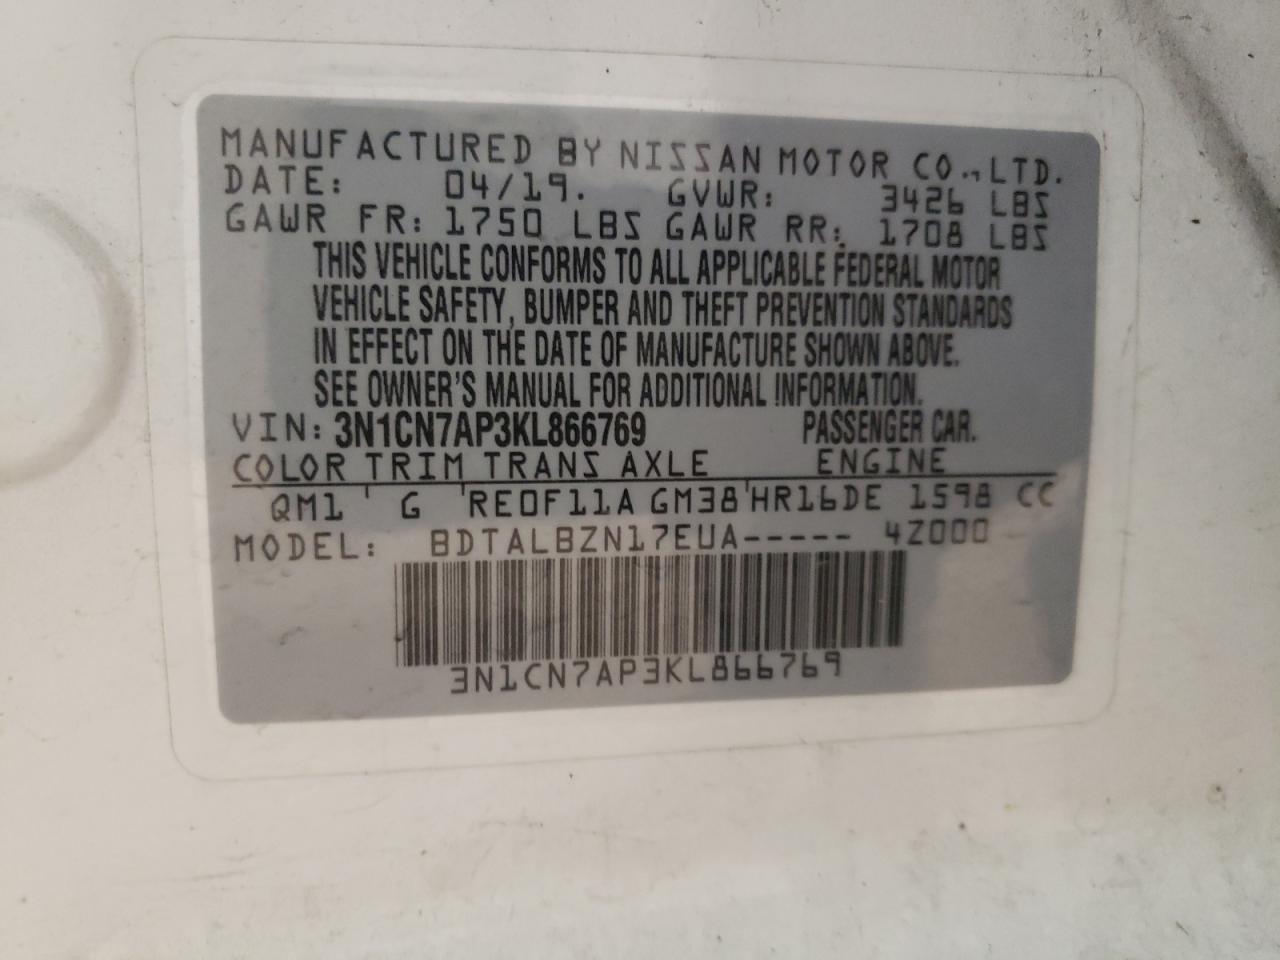 MANUFACTURED BY NISSAN MOTOR CO.,LTD.
DATE: 04/19. GVWR: 3426 LBS
GAWR FR: 1750 LBS GAWR RR: 1708 LBS
THIS VEHICLE CONFORMS TO ALL APPLICABLE FEDERAL MOTOR
VEHICLE SAFETY, BUMPER AND THEFT PREVENTION STANDARDS
IN EFFECT ON THE DATE OF MANUFACTURE SHOWN ABOVE.
SEE OWNER'S MANUAL FOR ADDITIONAL INFORMATION.
VIN: 3N1CN7AP3KL866769 PASSENGER CAR.
COLOR TRIM TRANS AXLE ENGINE
QM1 G RE0F11A GM38 HR16DE 1598 CC
MODEL: BDTALBZN17EUA----- 4Z000
3N1CN7AP3KL866769